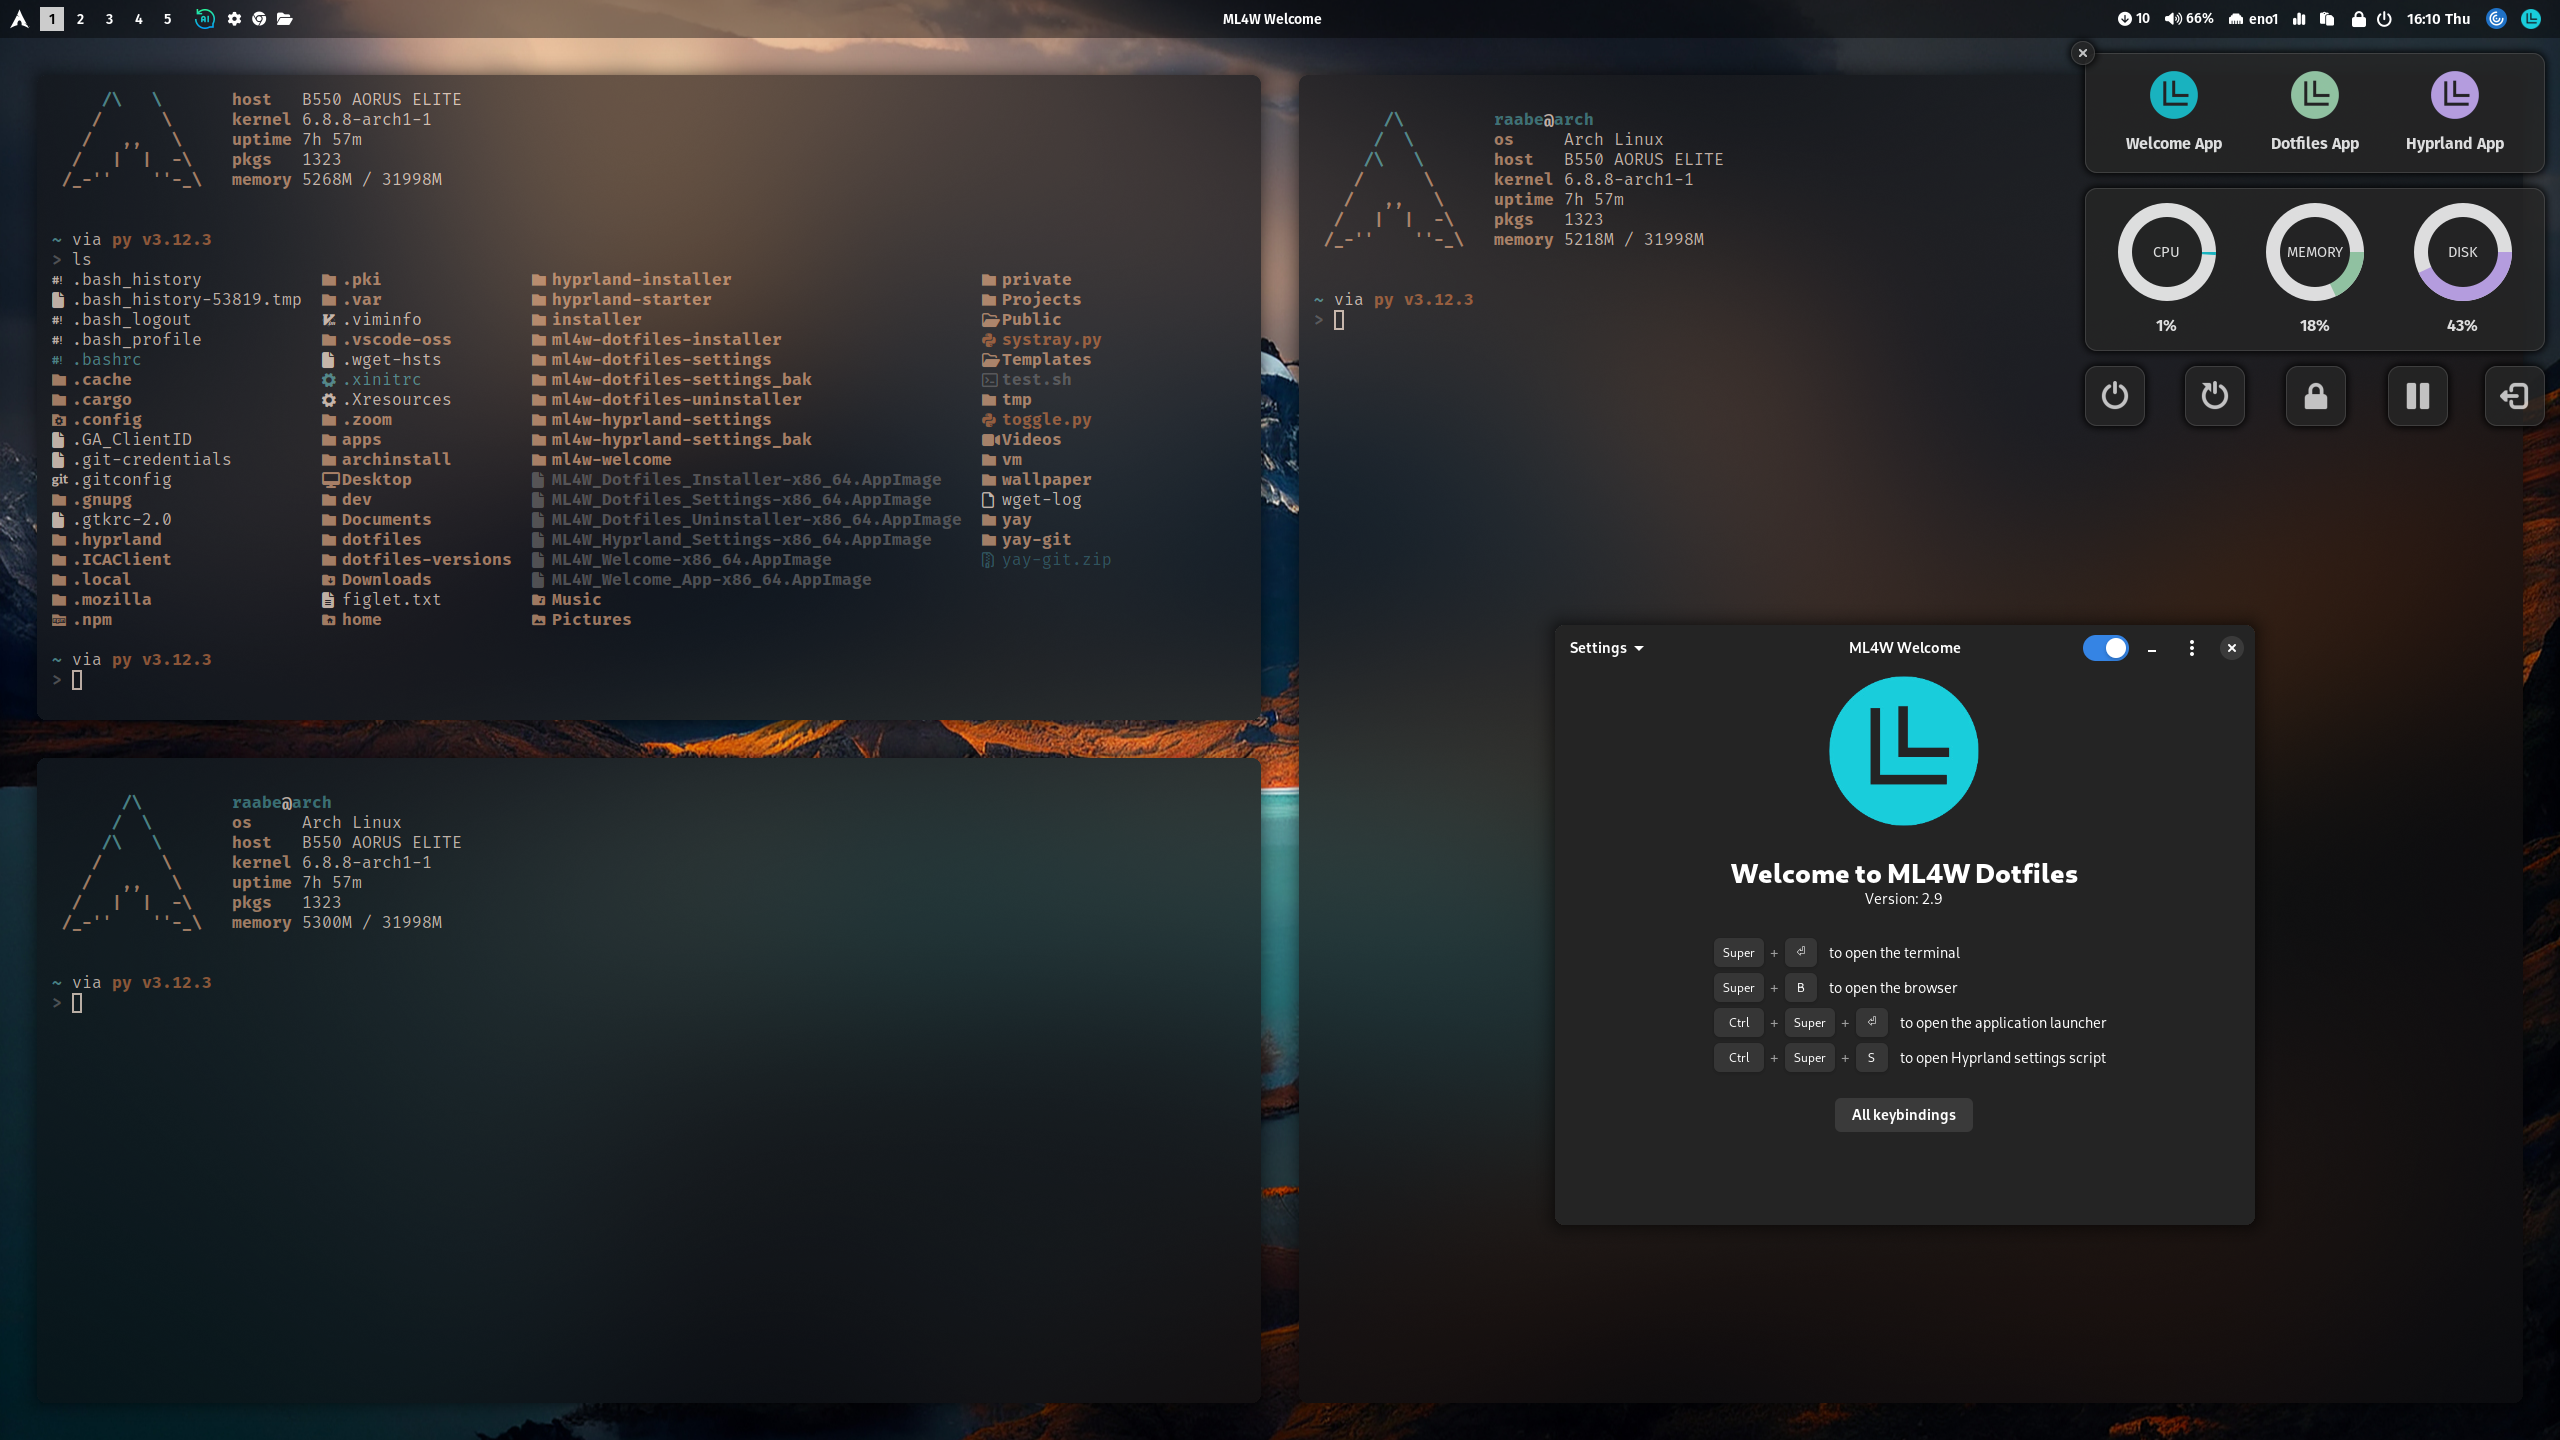 1 2 3 4 5 AI
ML4W Welcome
10 66% eno1 16:10 Thu
host B550 AORUS ELITE
kernel 6.8.8-arch1-1
uptime 7h 57m
pkgs 1323
memory 5268M / 31998M
~ via py v3.12.3
> ls
.bash_history .pki hyprland-installer private
.bash_history-53819.tmp .var hyprland-starter Projects
.bash_logout .viminfo installer Public
.bash_profile .vscode-oss ml4w-dotfiles-installer systray.py
.bashrc .wget-hsts ml4w-dotfiles-settings Templates
.cache .xinitrc ml4w-dotfiles-settings_bak test.sh
.cargo .Xresources ml4w-dotfiles-uninstaller tmp
.config .zoom ml4w-hyprland-settings toggle.py
.GA_ClientID apps ml4w-hyprland-settings_bak Videos
.git-credentials archinstall ml4w-welcome vm
git .gitconfig Desktop ML4W_Dotfiles_Installer-x86_64.AppImage wallpaper
.gnupg dev ML4W_Dotfiles_Settings-x86_64.AppImage wget-log
.gtkrc-2.0 Documents ML4W_Dotfiles_Uninstaller-x86_64.AppImage yay
.hyprland dotfiles ML4W_Hyprland_Settings-x86_64.AppImage yay-git
.ICAClient dotfiles-versions ML4W_Welcome-x86_64.AppImage yay-git.zip
.local Downloads ML4W_Welcome_App-x86_64.AppImage
.mozilla figlet.txt Music
.npm home Pictures
~ via py v3.12.3
>
raabe@arch
os Arch Linux
host B550 AORUS ELITE
kernel 6.8.8-arch1-1
uptime 7h 57m
pkgs 1323
memory 5300M / 31998M
~ via py v3.12.3
>
raabe@arch
os Arch Linux
host B550 AORUS ELITE
kernel 6.8.8-arch1-1
uptime 7h 57m
pkgs 1323
memory 5218M / 31998M
~ via py v3.12.3
>
Welcome App Dotfiles App Hyprland App
CPU MEMORY DISK
1% 18% 43%
Settings ML4W Welcome
Welcome to ML4W Dotfiles
Version: 2.9
Super + ⏎ to open the terminal
Super + B to open the browser
Ctrl + Super + ⏎ to open the application launcher
Ctrl + Super + S to open Hyprland settings script
All keybindings